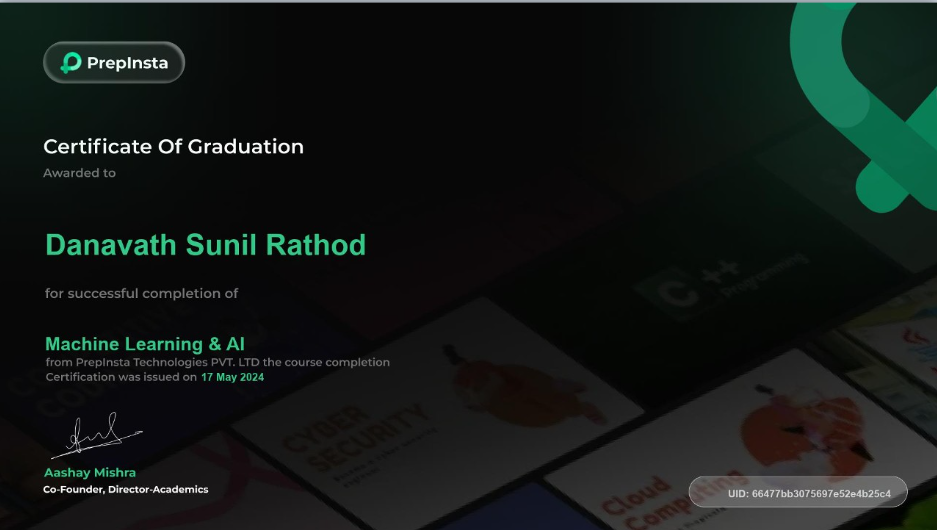 PrepInsta
Certificate Of Graduation
Awarded to
Danavath Sunil Rathod
for successful completion of
C++
Programming
Machine Learning & AI
from PrepInsta Technologies PVT. LTD the course completion
Certification was issued on 17 May 2024
CYBER
SECURITY
Aashay Mishra
Co-Founder, Director-Academics
Cloud
Computing
UID: 66477bb3075697e52e4b25c4